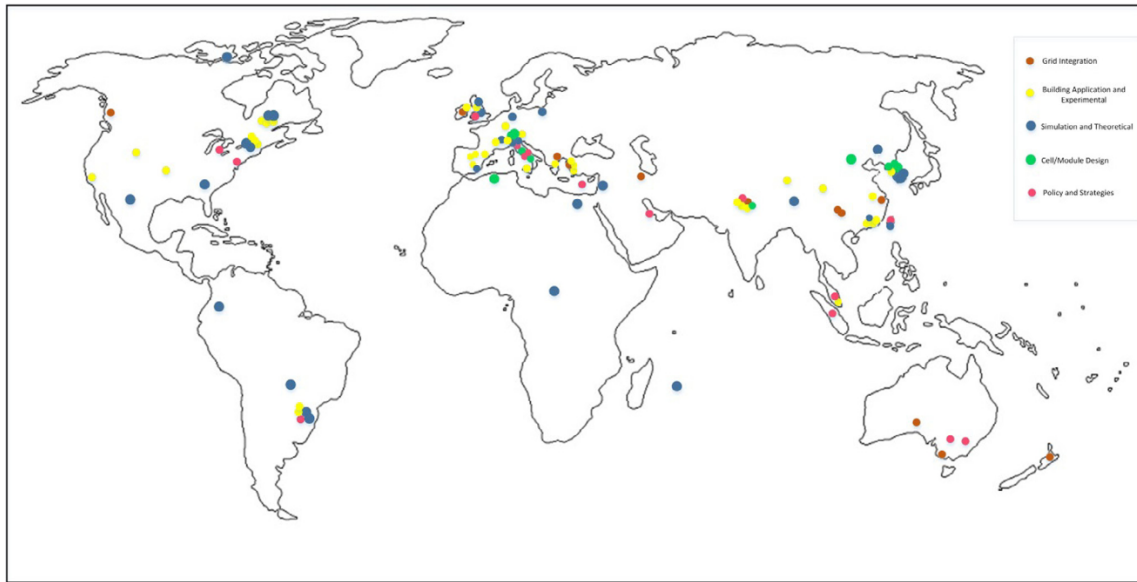 Grid Integration
Building Application and
Experimental
Simulation and Theoretical
Cell/Module Design
Policy and Strategies